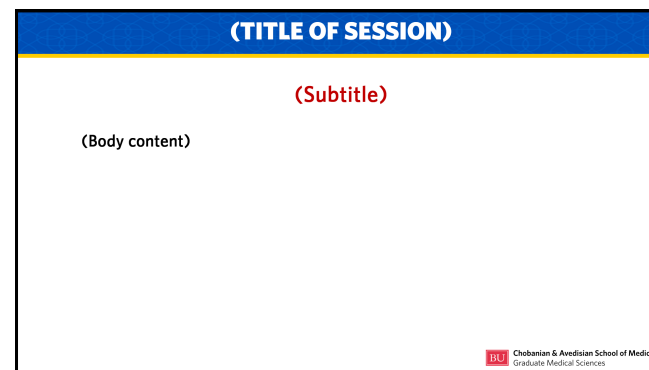 (TITLE OF SESSION)
(Subtitle)
(Body content)
BU
Chobanian & Avedisian School of Medic
Graduate Medical Sciences